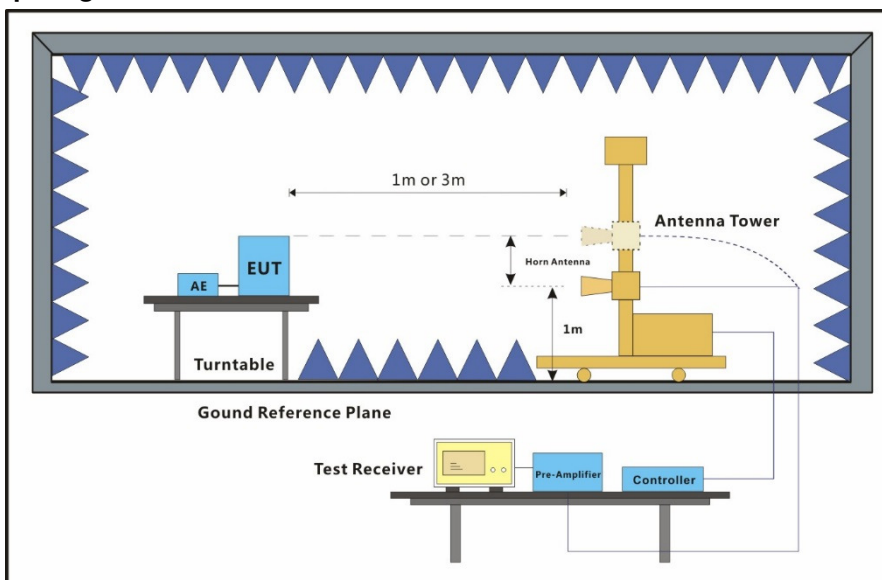 1m or 3m
Antenna Tower
Horn Antenna
EUT
AE
1m
Turntable
Gound Reference Plane
Test Receiver
Pre-Amplifier
Controller